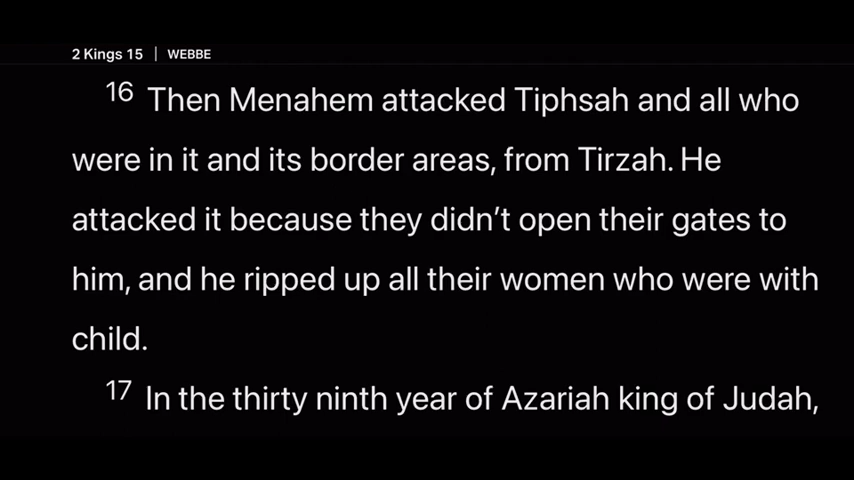 2 Kings 15 | WEBBE
16 Then Menahem attacked Tiphsah and all who
were in it and its border areas, from Tirzah. He
attacked it because they didn’t open their gates to
him, and he ripped up all their women who were with
child.
17 In the thirty ninth year of Azariah king of Judah,